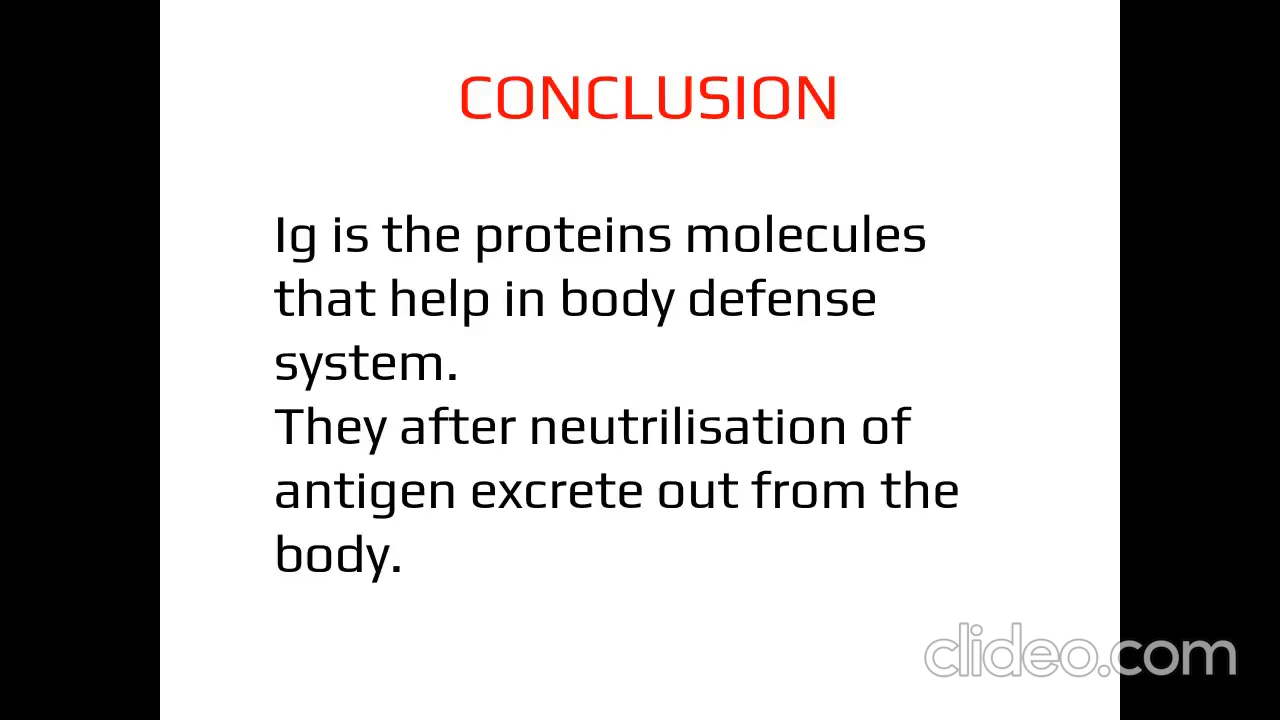 CONCLUSION
Ig is the proteins molecules
that help in body defense
system.
They after neutrilisation of
antigen excrete out from the
body.
clideo.com